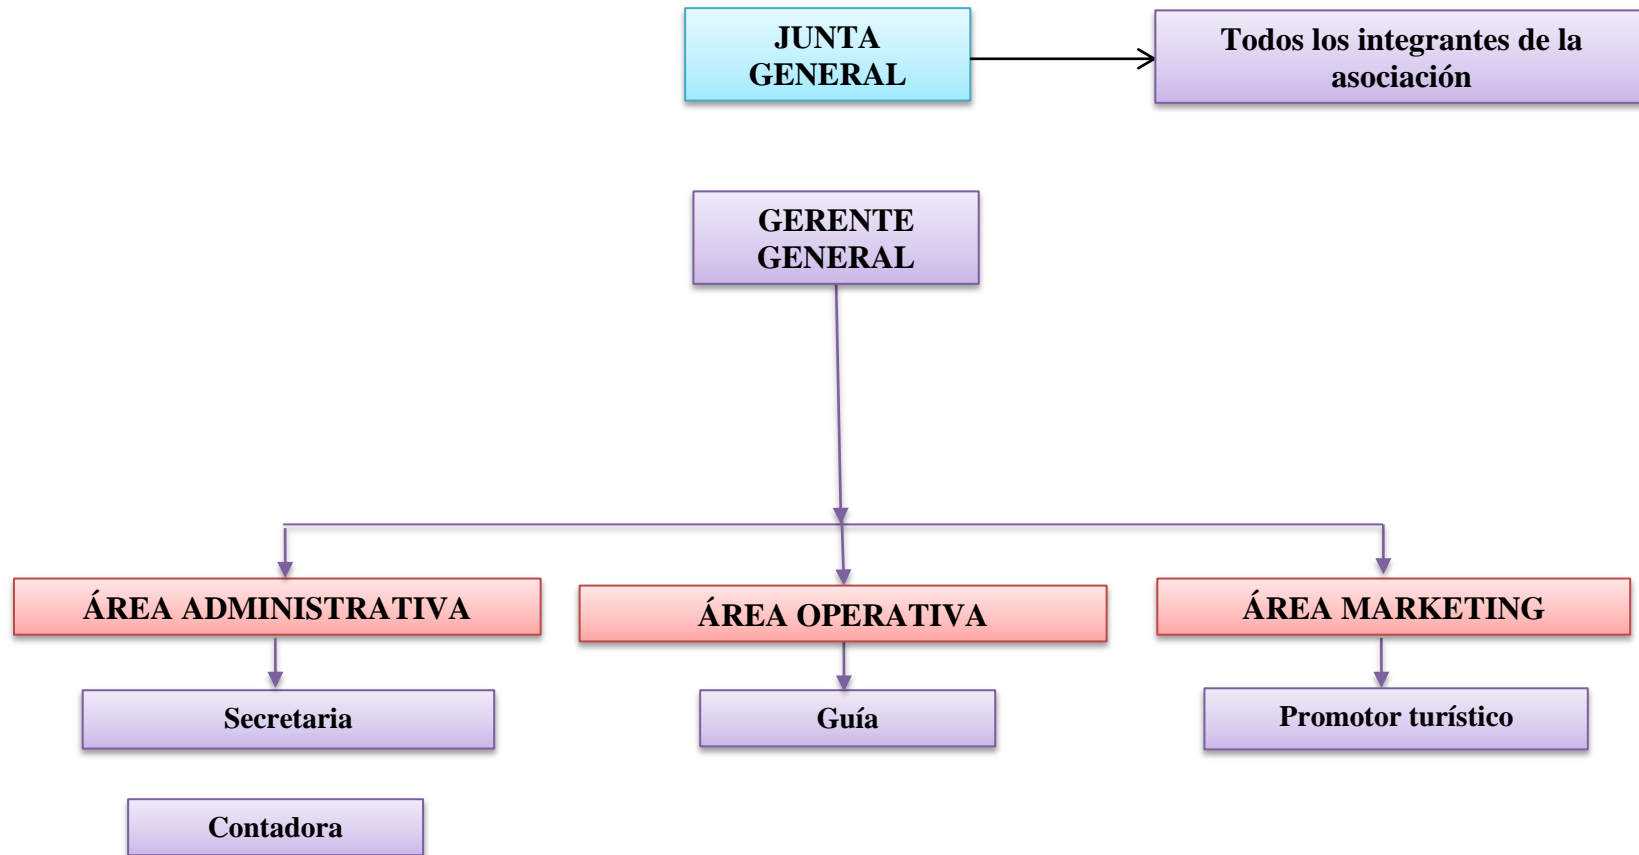 JUNTA
GENERAL
Todos los integrantes de la
asociación
GERENTE
GENERAL
ÁREA ADMINISTRATIVA
ÁREA OPERATIVA
ÁREA MARKETING
Secretaria
Guía
Promotor turístico
Contadora